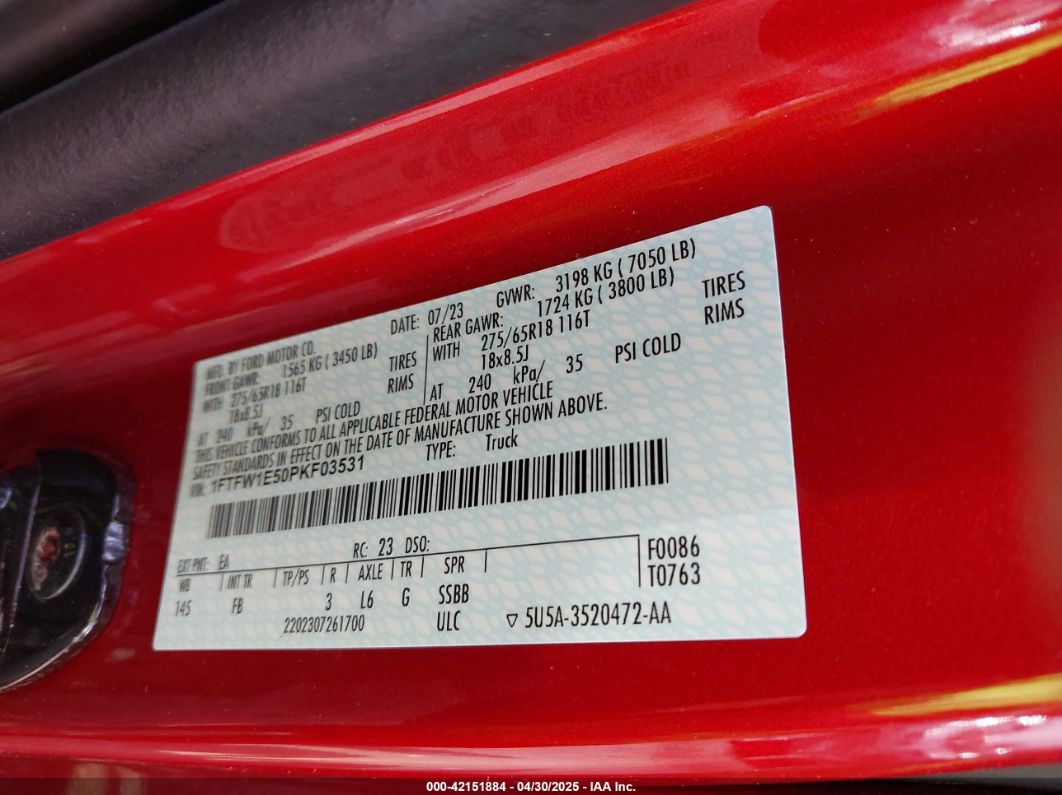 MFD. BY FORD MOTOR CO.
DATE: 07/23 GVWR: 3198 KG ( 7050 LB)
FRONT GAWR: 1565 KG ( 3450 LB)
REAR GAWR: 1724 KG ( 3800 LB)
WITH 275/65R18 116T TIRES
WITH 275/65R18 116T TIRES
18x8.5J RIMS
18x8.5J RIMS
AT 240 kPa/ 35 PSI COLD
AT 240 kPa/ 35 PSI COLD
THIS VEHICLE CONFORMS TO ALL APPLICABLE FEDERAL MOTOR VEHICLE
SAFETY STANDARDS IN EFFECT ON THE DATE OF MANUFACTURE SHOWN ABOVE.
VIN: 1FTFW1E50PKF03531 TYPE: Truck
EXT PNT: EA RC: 23 DSO: F0086
WB INT TR TP/PS R AXLE TR SPR T0763
145 FB 3 L6 G SSBB
2202307261700 ULC ▽ 5U5A-3520472-AA
000-42151884 - 04/30/2025 - IAA Inc.